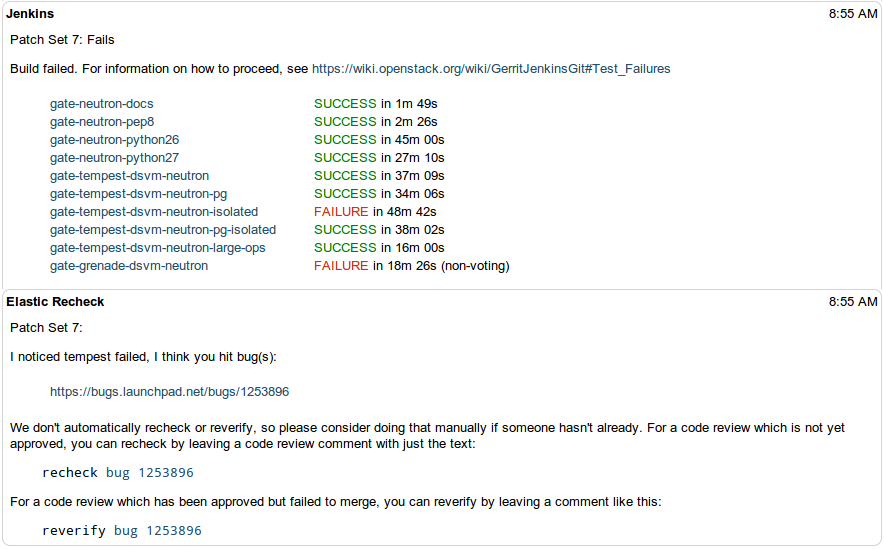 Jenkins 8:55 AM
Patch Set 7: Fails
Build failed. For information on how to proceed, see https://wiki.openstack.org/wiki/GerritJenkinsGit#Test_Failures
gate-neutron-docs SUCCESS in 1m 49s
gate-neutron-pep8 SUCCESS in 2m 26s
gate-neutron-python26 SUCCESS in 45m 00s
gate-neutron-python27 SUCCESS in 27m 10s
gate-tempest-dsvm-neutron SUCCESS in 37m 09s
gate-tempest-dsvm-neutron-pg SUCCESS in 34m 06s
gate-tempest-dsvm-neutron-isolated FAILURE in 48m 42s
gate-tempest-dsvm-neutron-pg-isolated SUCCESS in 38m 02s
gate-tempest-dsvm-neutron-large-ops SUCCESS in 16m 00s
gate-grenade-dsvm-neutron FAILURE in 18m 26s (non-voting)
Elastic Recheck 8:55 AM
Patch Set 7:
I noticed tempest failed, I think you hit bug(s):
https://bugs.launchpad.net/bugs/1253896
We don't automatically recheck or reverify, so please consider doing that manually if someone hasn't already. For a code review which is not yet
approved, you can recheck by leaving a code review comment with just the text:
recheck bug 1253896
For a code review which has been approved but failed to merge, you can reverify by leaving a comment like this:
reverify bug 1253896